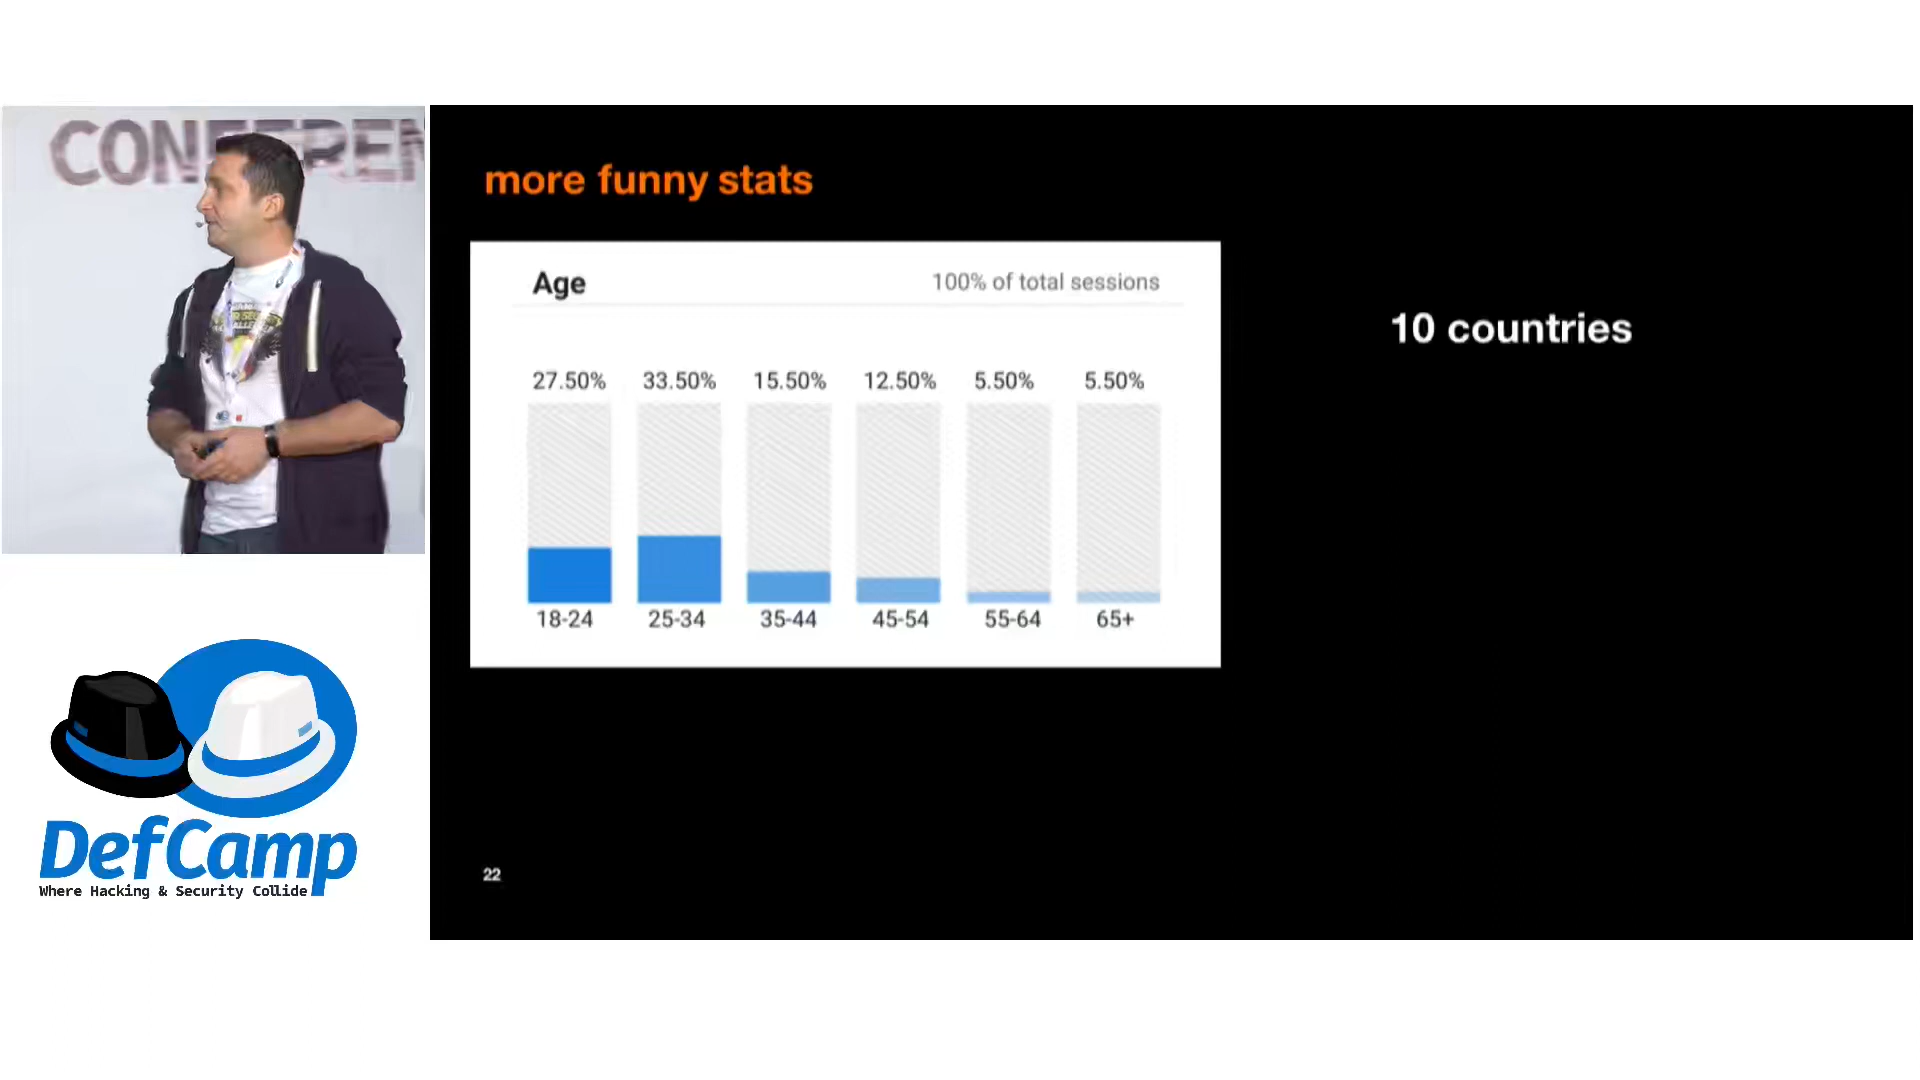 CONFEREN
more funny stats
Age
100% of total sessions
10 countries
27.50% 33.50% 15.50% 12.50% 5.50% 5.50%
18-24 25-34 35-44 45-54 55-64 65+
22
DefCamp
Where Hacking & Security Collide